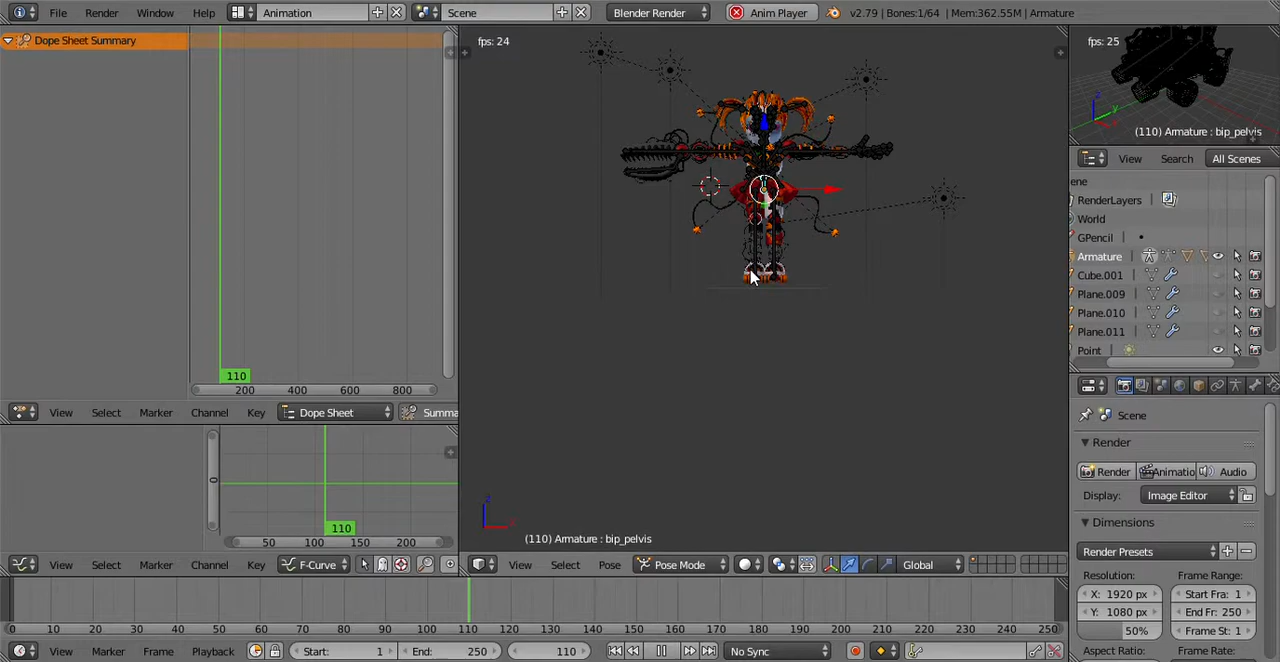 File Render Window Help Animation Scene Blender Render Anim Player v2.79 | Bones:1/64 | Mem:362.55M | Armature
Dope Sheet Summary
110
200 400 600 800
View Select Marker Channel Key Dope Sheet Summa
0
110
50 100 150 200
View Select Marker Channel Key F-Curve
fps: 24
z
(110) Armature : bip_pelvis
View Select Pose Pose Mode Global
fps: 25
z
y
(110) Armature : bip_pelvis
View Search All Scenes
ene
RenderLayers
World
GPencil
Armature
Cube.001
Plane.009
Plane.010
Plane.011
Point
Scene
Render
Render Animatio Audio
Display: Image Editor
Dimensions
Render Presets
Resolution: Frame Range:
X: 1920 px Start Fra: 1
Y: 1080 px End Fr: 250
50% Frame St: 1
Aspect Ratio: Frame Rate:
0 10 20 30 40 50 60 70 80 90 100 110 120 130 140 150 160 170 180 190 200 210 220 230 240 250
View Marker Frame Playback Start: 1 End: 250 110 No Sync